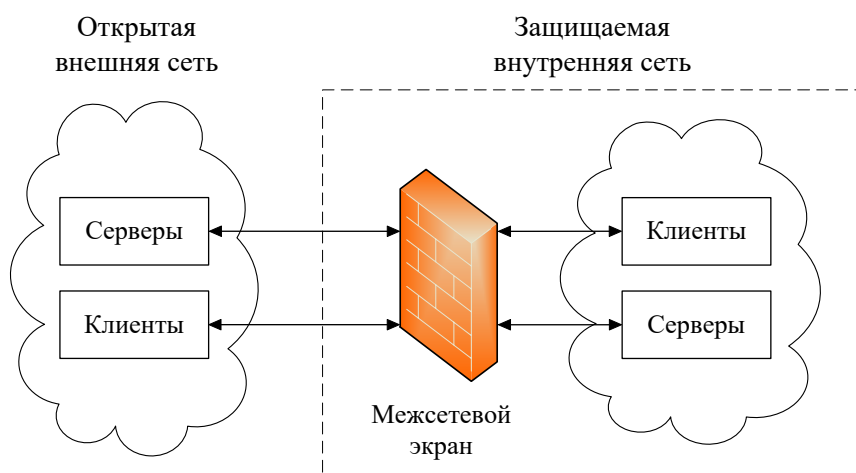 Открытая
внешняя сеть
Защищаемая
внутренняя сеть
Серверы
Клиенты
Клиенты
Серверы
Межсетевой
экран